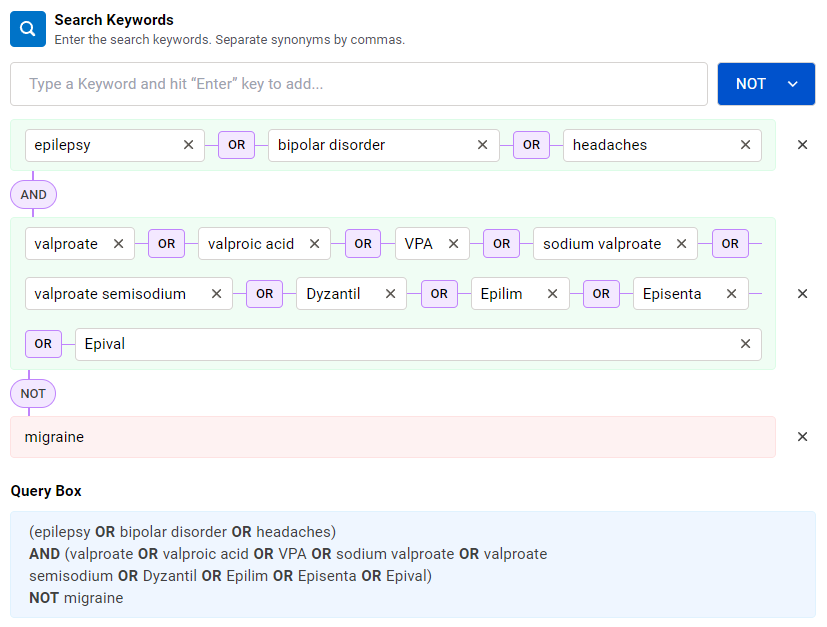 Search Keywords
Enter the search keywords. Separate synonyms by commas.
Type a Keyword and hit “Enter” key to add... NOT
epilepsy OR bipolar disorder OR headaches
AND
valproate OR valproic acid OR VPA OR sodium valproate OR
valproate semisodium OR Dyzantil OR Epilim OR Episenta
OR Epival
NOT
migraine
Query Box
(epilepsy OR bipolar disorder OR headaches)
AND (valproate OR valproic acid OR VPA OR sodium valproate OR valproate
semisodium OR Dyzantil OR Epilim OR Episenta OR Epival)
NOT migraine